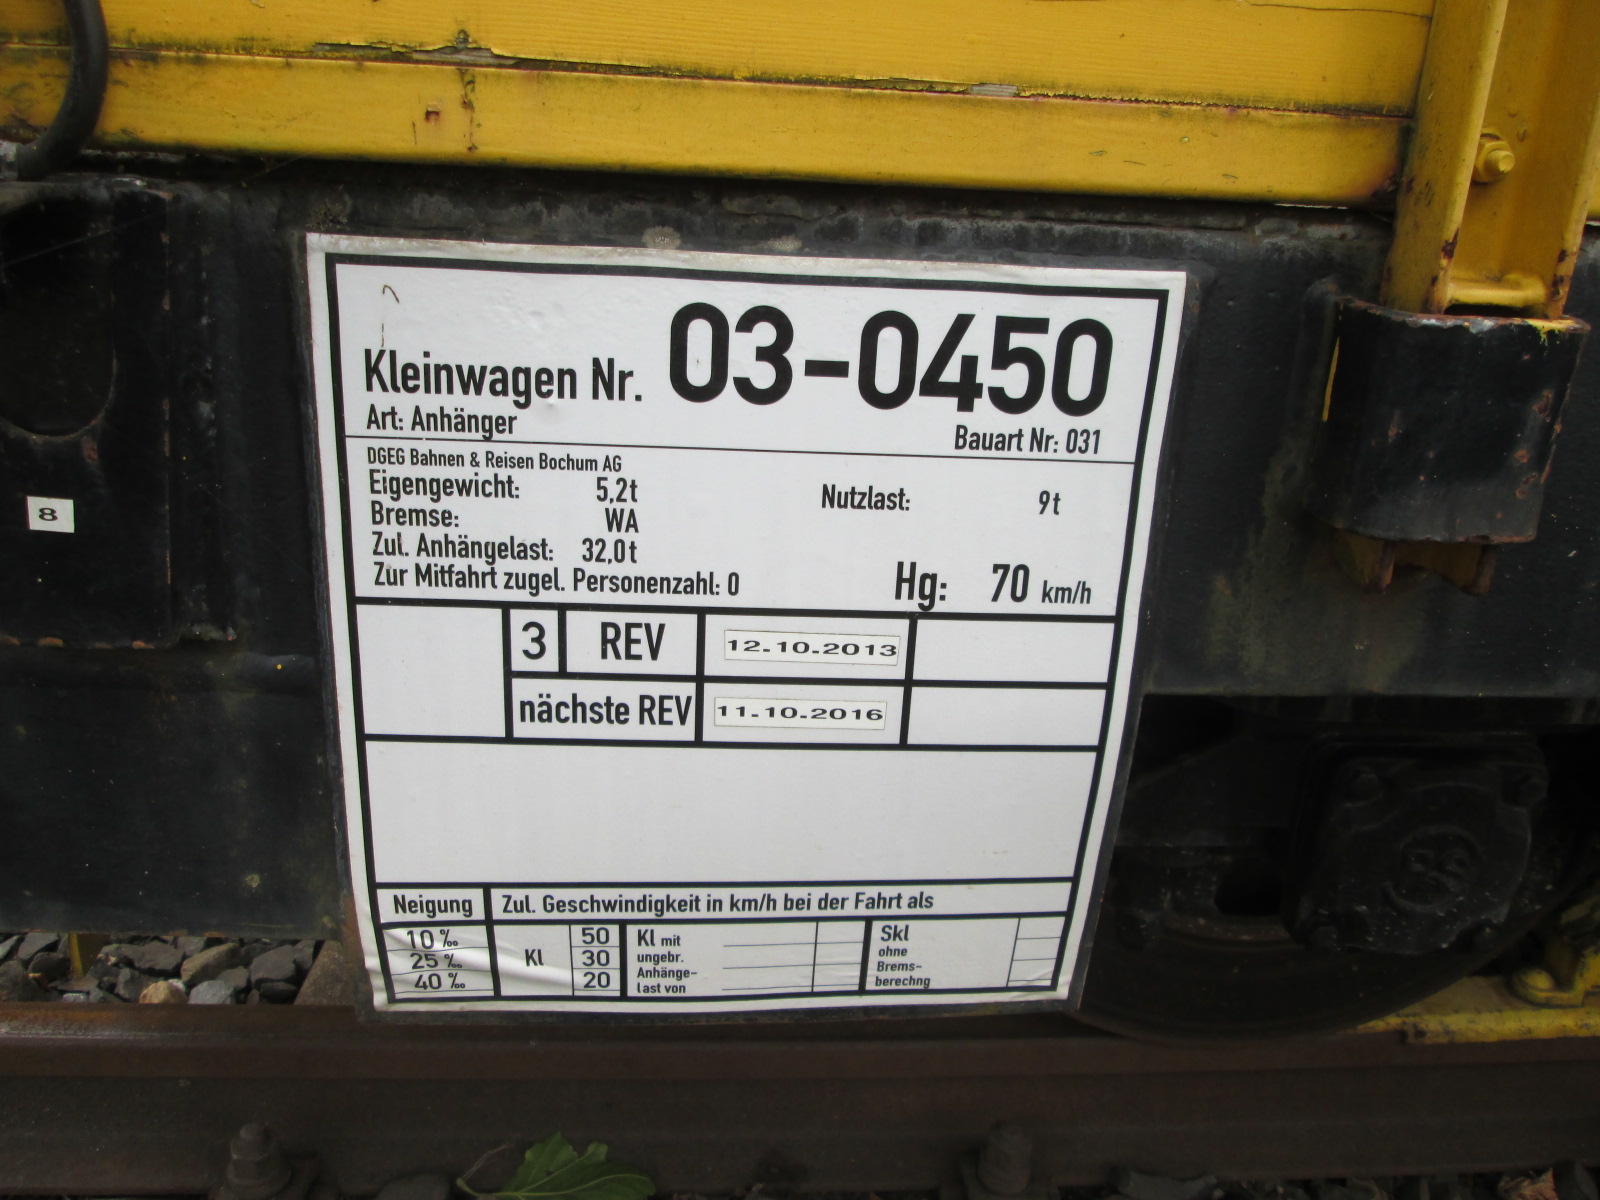 Kleinwagen Nr. 03-0450
Art: Anhänger
Bauart Nr: 031
DGEG Bahnen & Reisen Bochum AG
Eigengewicht: 5,2t
Nutzlast: 9t
Bremse: WA
Zul. Anhängelast: 32,0t
Zur Mitfahrt zugel. Personenzahl: 0
Hg: 70 km/h
8
3 REV 12.10.2013
nächste REV 11.10.2016
Neigung Zul. Geschwindigkeit in km/h bei der Fahrt als
10 ‰
25 ‰
40 ‰
Kl
50
30
20
Kl mit
ungebr.
Anhänge-
last von
Skl
ohne
Brems-
berechng